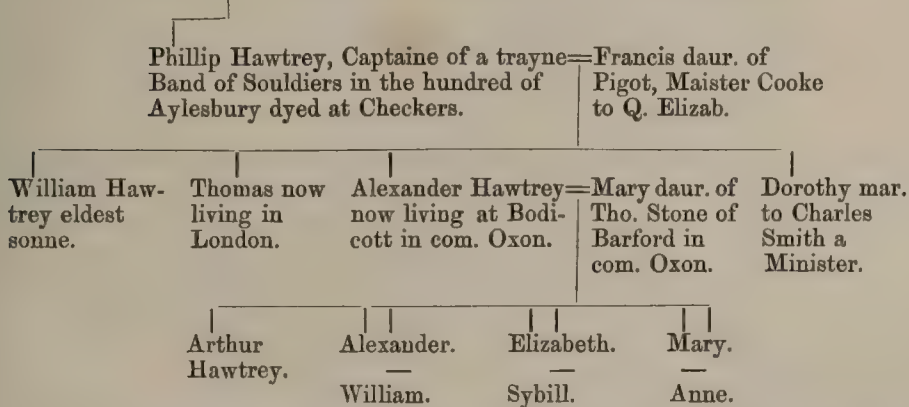 Phillip Hawtrey, Captaine of a trayne=Francis daur. of
Band of Souldiers in the hundred of Pigot, Maister Cooke
Aylesbury dyed at Checkers. to Q. Elizab.
William Haw-
trey eldest
sonne.
Thomas now
living in
London.
Alexander Hawtrey=Mary daur. of
now living at Bodi- Tho. Stone of
cott in com. Oxon. Barford in
com. Oxon.
Dorothy mar.
to Charles
Smith a
Minister.
Arthur
Hawtrey.
Alexander.
—
William.
Elizabeth.
—
Sybill.
Mary.
—
Anne.